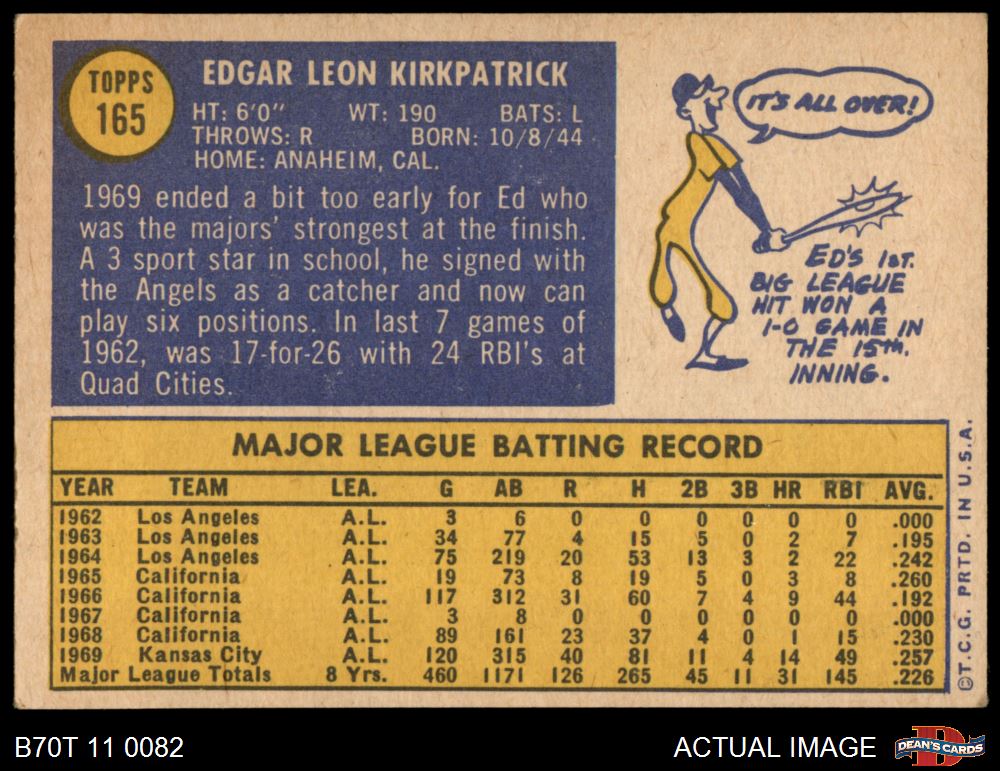 TOPPS
165
EDGAR LEON KIRKPATRICK
HT: 6'0" WT: 190 BATS: L
THROWS: R BORN: 10/8/44
HOME: ANAHEIM, CAL.
1969 ended a bit too early for Ed who
was the majors' strongest at the finish.
A 3 sport star in school, he signed with
the Angels as a catcher and now can
play six positions. In last 7 games of
1962, was 17-for-26 with 24 RBI's at
Quad Cities.
IT'S ALL OVER!
ED'S 1ST.
BIG LEAGUE
HIT WON A
1-0 GAME IN
THE 15TH.
INNING.
MAJOR LEAGUE BATTING RECORD
YEAR TEAM LEA. G AB R H 2B 3B HR RBI AVG.
1962 Los Angeles A.L. 3 6 0 0 0 0 0 0 .000
1963 Los Angeles A.L. 34 77 4 15 5 0 2 7 .195
1964 Los Angeles A.L. 75 219 20 53 13 3 2 22 .242
1965 California A.L. 19 73 8 19 5 0 3 8 .260
1966 California A.L. 117 312 31 60 7 4 9 44 .192
1967 California A.L. 3 8 0 0 0 0 0 0 .000
1968 California A.L. 89 161 23 37 4 0 1 15 .230
1969 Kansas City A.L. 120 315 40 81 11 4 14 49 .257
Major League Totals 8 Yrs. 460 1171 126 265 45 11 31 145 .226
©T.C.G. PRTD. IN U.S.A.
B70T 11 0082
ACTUAL IMAGE
D
DEAN'S CARDS